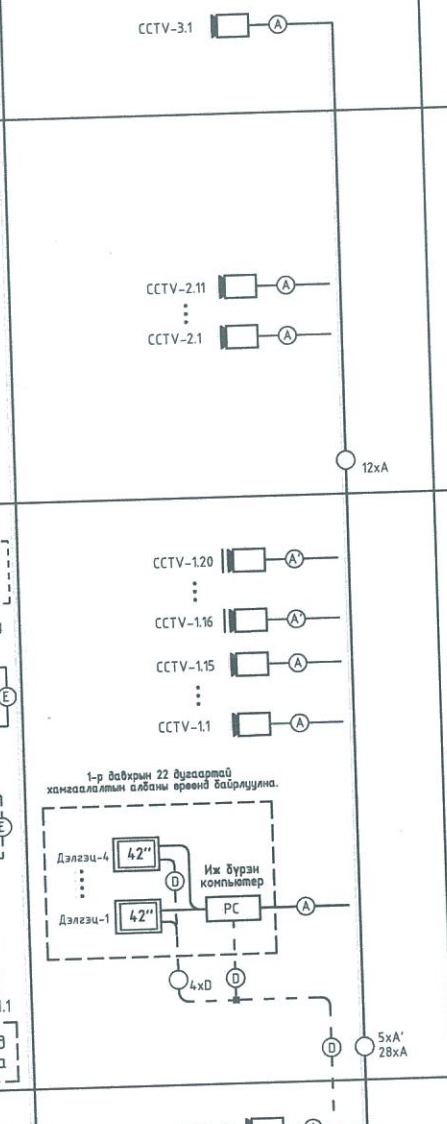 CCTV-3.1
A
CCTV-2.11
A
CCTV-2.1
A
12xA
CCTV-1.20
A'
CCTV-1.16
A'
CCTV-1.15
A
E
CCTV-1.1
A
1-р давхрын 22 дугаартай
хамгаалалтын албаны өрөөнд байрлуулна.
E
Дэлгэц-4
42"
D
Иж бүрэн
компьютер
Дэлгэц-1
42"
PC
A
4xD
D
D
5xA'
28xA